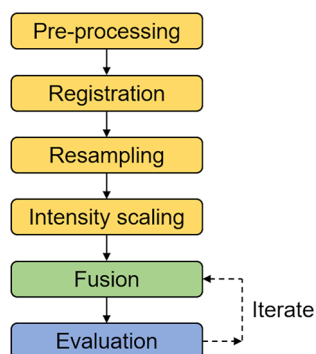 Pre-processing
Registration
Resampling
Intensity scaling
Fusion
Iterate
Evaluation